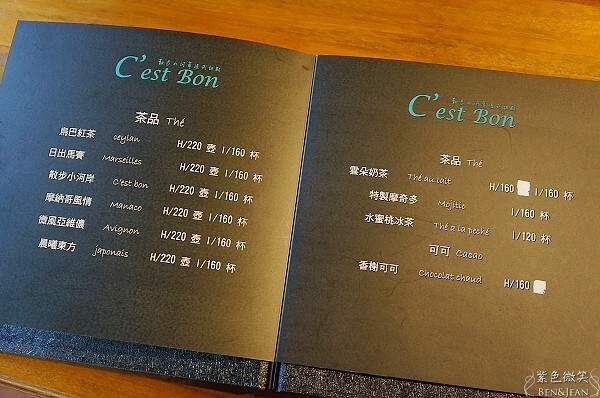 C'est Bon
茶品 Thé
烏巴紅茶 ceylan H/220 壺 I/160 杯
日出馬賽 Marseilles H/220 壺 I/160 杯
散步小河岸 C'est bon H/220 壺 I/160 杯
摩納哥風情 Manaco H/220 壺 I/160 杯
微風亞維儂 Avignon H/220 壺 I/160 杯
晨曦東方 japonais H/220 壺 I/160 杯
C'est Bon
茶品 Thé
雲朵奶茶 Thé au lait H/160 I/160 杯
特製摩奇多 Mojitio I/160 杯
水蜜桃冰茶 Thé a la peché I/120 杯
可可 Cacao
香榭可可 Chocolat chaud H/160
紫色微笑
BEN&JEAN